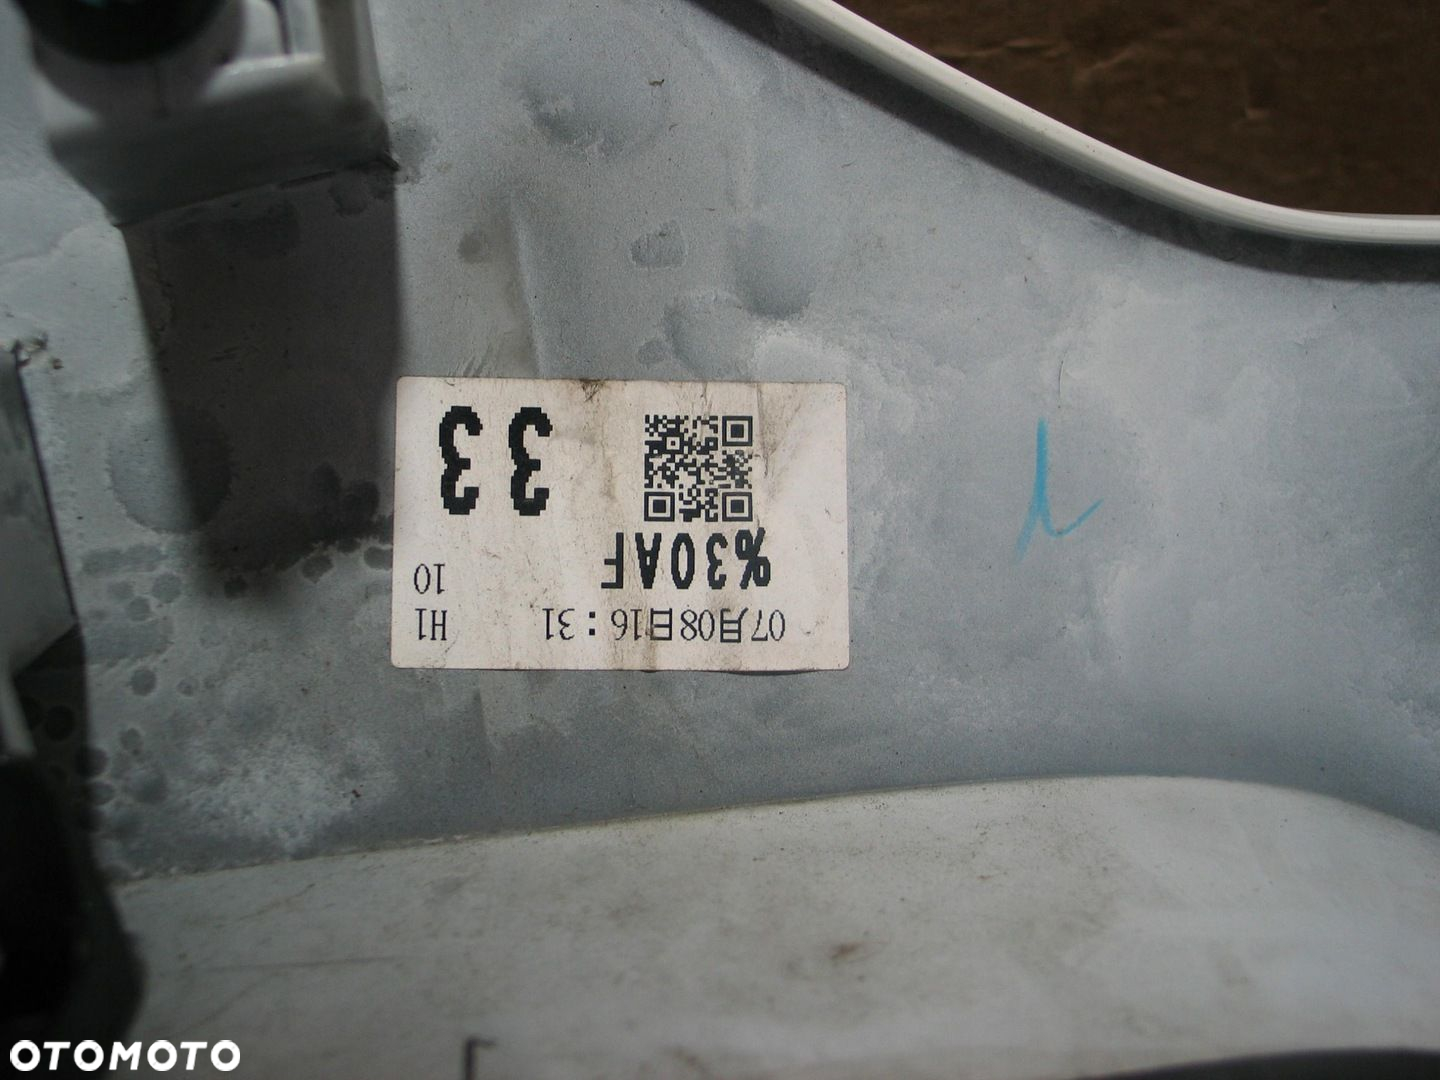 07月08日16：31 H1
%30AF 10
33
OTOMOTO